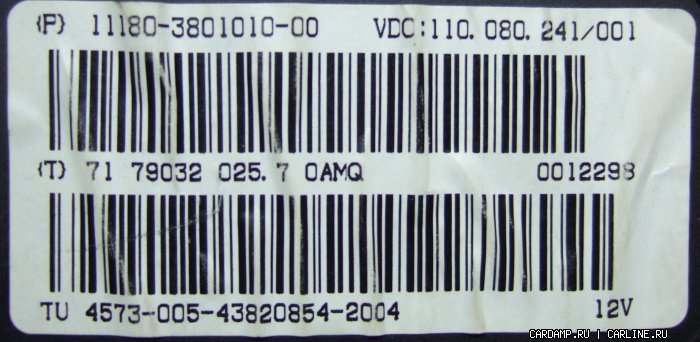 (P) 11180-3801010-00 VDO:110.080.241/001
(T) 71 79032 025.7 0AMQ 0012298
TU 4573-005-43820854-2004 12V
CARDAMP.RU | CARLINE.RU